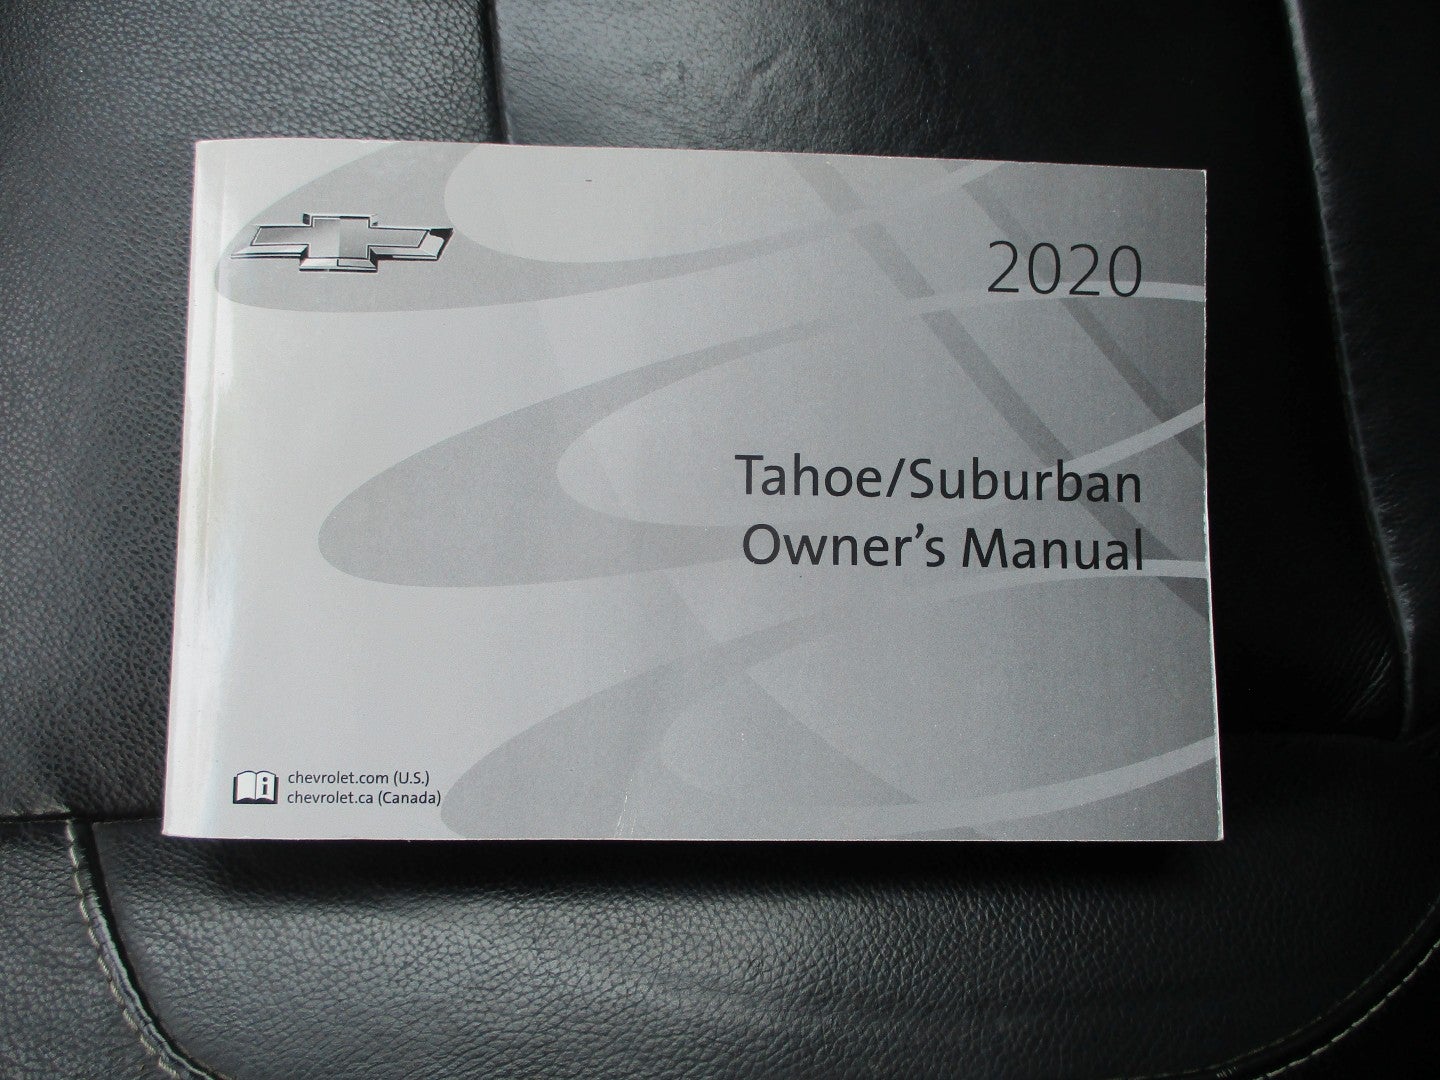 2020
Tahoe/Suburban
Owner’s Manual
chevrolet.com (U.S.)
chevrolet.ca (Canada)